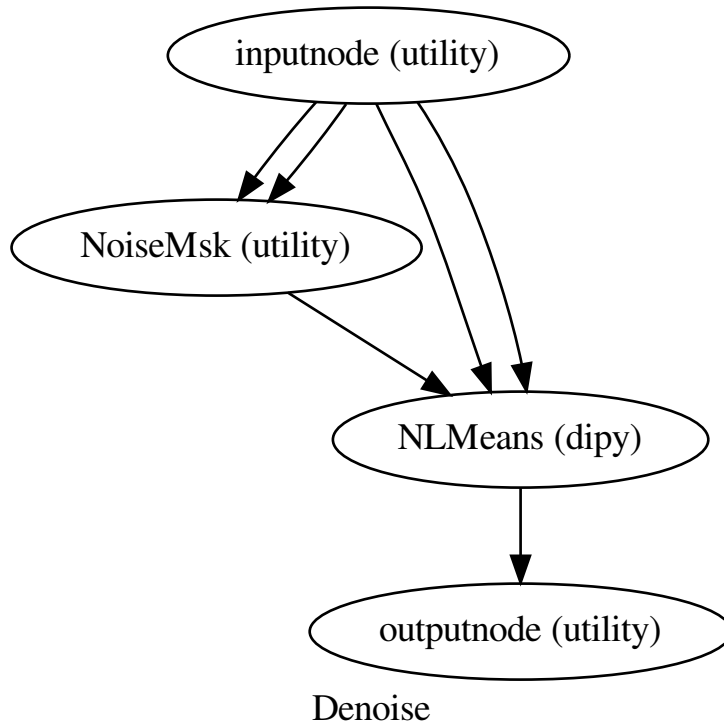 inputnode (utility)
NoiseMsk (utility)
NLMeans (dipy)
outputnode (utility)
Denoise